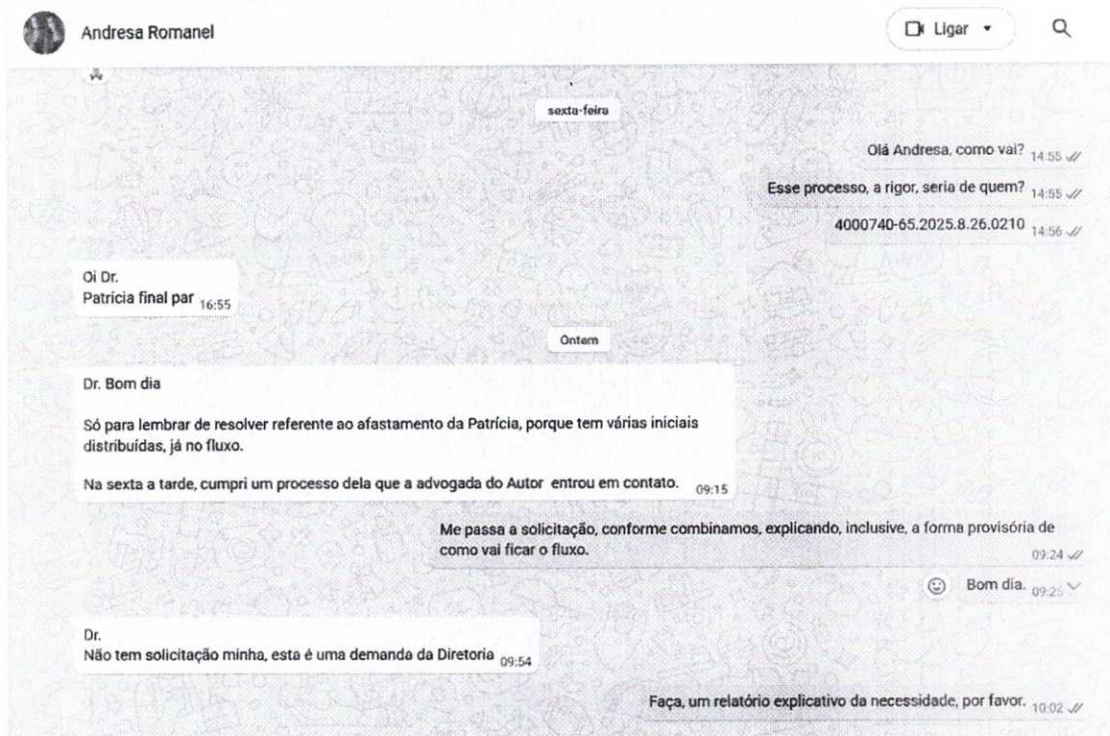 Andresa Romanel
Ligar
sexta-feira
Olá Andresa, como vai? 14:55
Esse processo, a rigor, seria de quem? 14:55
4000740-65.2025.8.26.0210 14:56
Oi Dr.
Patrícia final par 16:55
Ontem
Dr. Bom dia
Só para lembrar de resolver referente ao afastamento da Patrícia, porque tem várias iniciais
distribuídas, já no fluxo.
Na sexta a tarde, cumpri um processo dela que a advogada do Autor entrou em contato. 09:15
Me passa a solicitação, conforme combinamos, explicando, inclusive, a forma provisória de
como vai ficar o fluxo. 09:24
Bom dia. 09:25
Dr.
Não tem solicitação minha, esta é uma demanda da Diretoria 09:54
Faça, um relatório explicativo da necessidade, por favor. 10:02